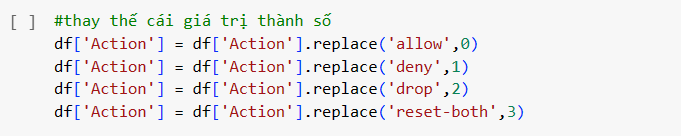 [ ] #thay thế cái giá trị thành số
df['Action'] = df['Action'].replace('allow',0)
df['Action'] = df['Action'].replace('deny',1)
df['Action'] = df['Action'].replace('drop',2)
df['Action'] = df['Action'].replace('reset-both',3)